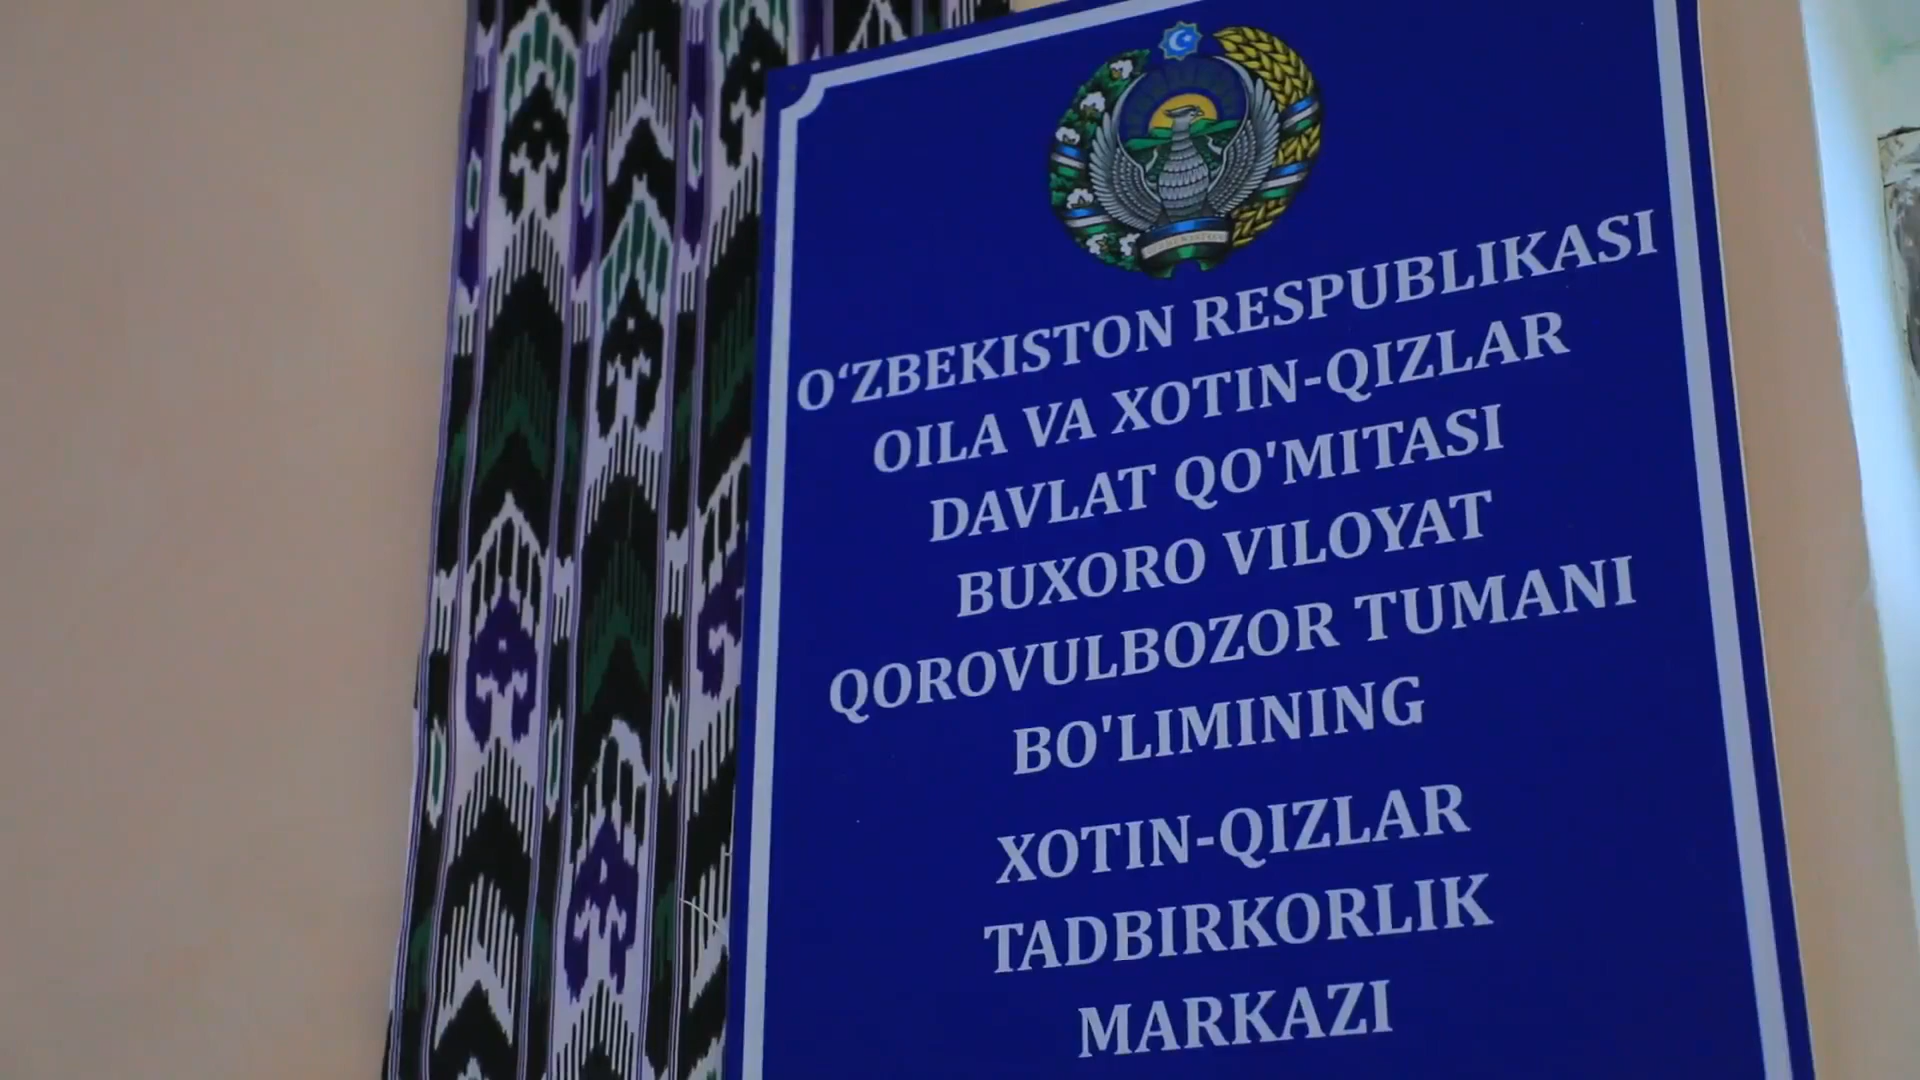 O‘ZBEKISTON RESPUBLIKASI
OILA VA XOTIN-QIZLAR
DAVLAT QO'MITASI
BUXORO VILOYAT
QOROVULBOZOR TUMANI
BO'LIMINING
XOTIN-QIZLAR
TADBIRKORLIK
MARKAZI